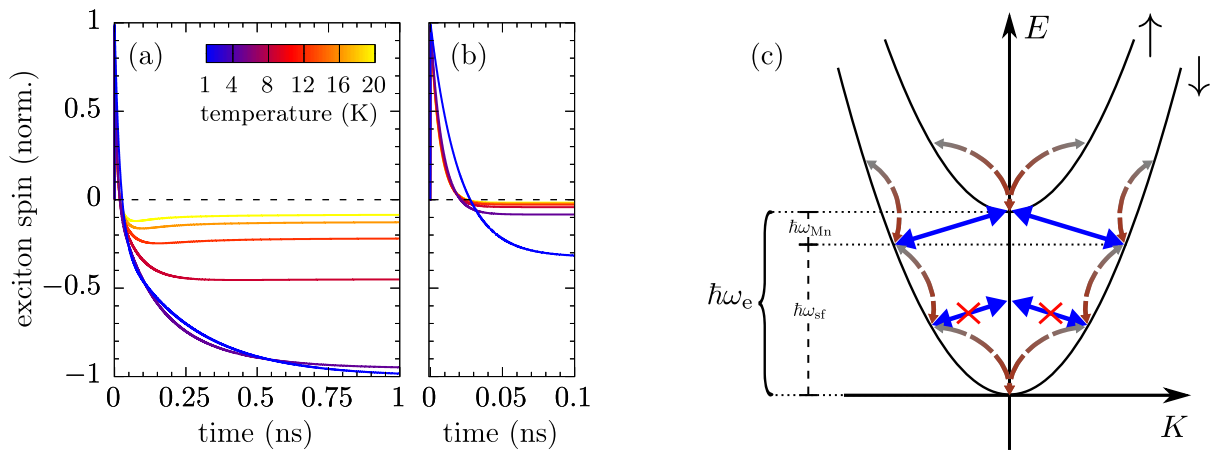 (a)
1 4 8 12 16 20
temperature (K)
exciton spin (norm.)
1
0.5
0
−0.5
−1
0 0.25 0.5 0.75 1
time (ns)
(b)
0 0.05 0.1
time (ns)
(c)
E
↑
↓
ℏω_Mn
ℏω_e
ℏω_sf
K